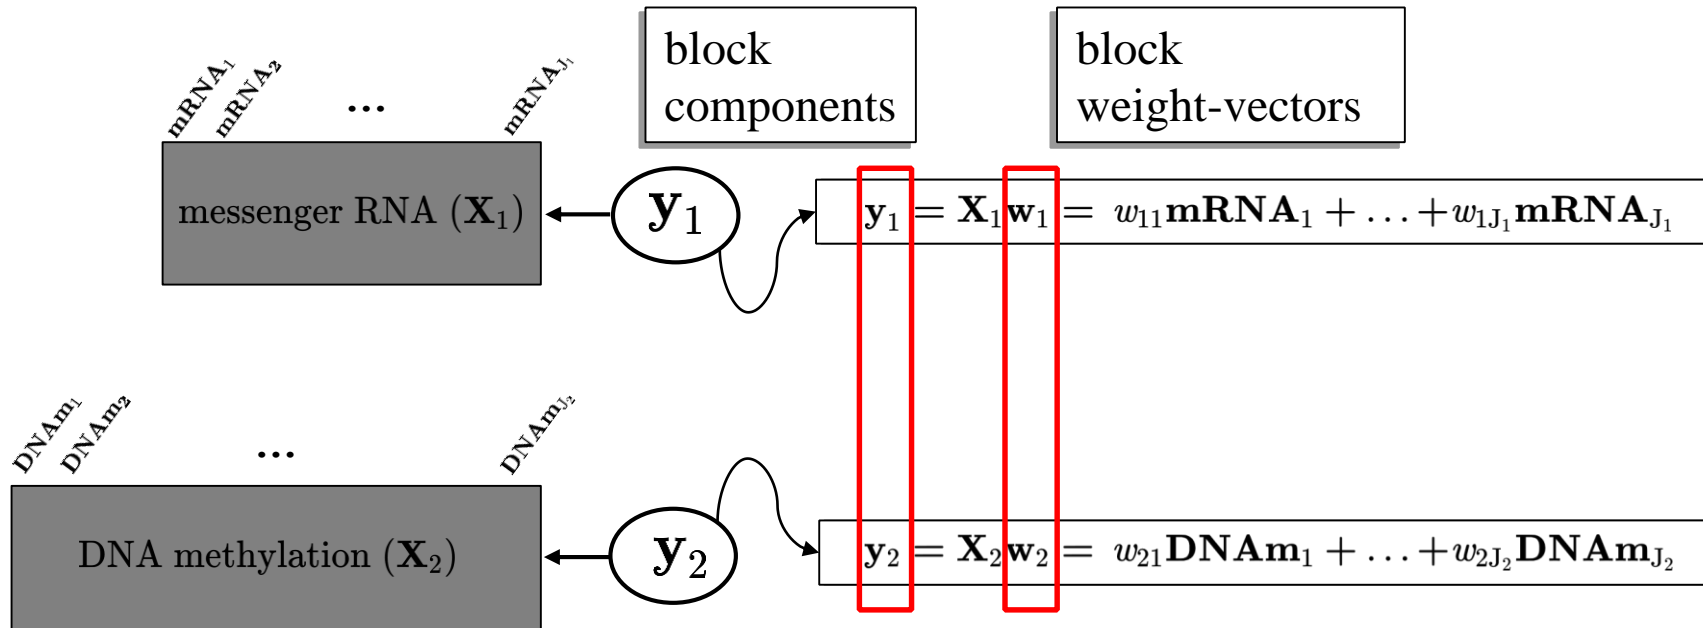 block
components
block
weight-vectors
mRNA₁
mRNA₂
...
mRNA_J₁
messenger RNA (X₁)
y₁
y₁ = X₁w₁ = w₁₁mRNA₁ + … + w₁J₁mRNA_J₁
DNAm₁
DNAm₂
...
DNAm_J₂
DNA methylation (X₂)
y₂
y₂ = X₂w₂ = w₂₁DNAm₁ + … + w₂J₂DNAm_J₂